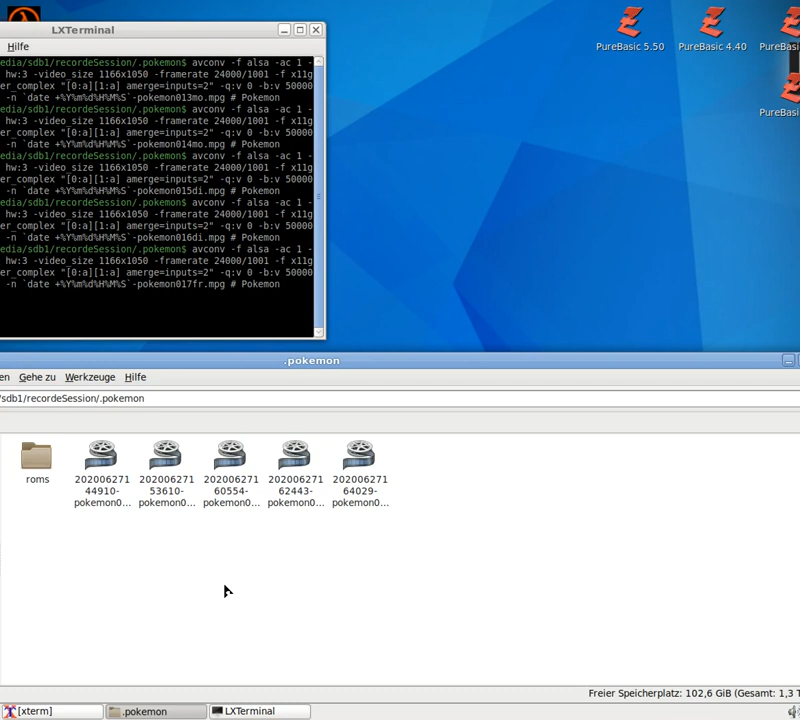 LXTerminal
Hilfe
edia/sdb1/recordeSession/.pokemon$ avconv -f alsa -ac 1 -
hw:3 -video_size 1166x1050 -framerate 24000/1001 -f x11g
er_complex "[0:a][1:a] amerge=inputs=2" -q:v 0 -b:v 50000
-n `date +%Y%m%d%H%M%S`-pokemon013mo.mpg # Pokemon
edia/sdb1/recordeSession/.pokemon$ avconv -f alsa -ac 1 -
hw:3 -video_size 1166x1050 -framerate 24000/1001 -f x11g
er_complex "[0:a][1:a] amerge=inputs=2" -q:v 0 -b:v 50000
-n `date +%Y%m%d%H%M%S`-pokemon014mo.mpg # Pokemon
edia/sdb1/recordeSession/.pokemon$ avconv -f alsa -ac 1 -
hw:3 -video_size 1166x1050 -framerate 24000/1001 -f x11g
er_complex "[0:a][1:a] amerge=inputs=2" -q:v 0 -b:v 50000
-n `date +%Y%m%d%H%M%S`-pokemon015di.mpg # Pokemon
edia/sdb1/recordeSession/.pokemon$ avconv -f alsa -ac 1 -
hw:3 -video_size 1166x1050 -framerate 24000/1001 -f x11g
er_complex "[0:a][1:a] amerge=inputs=2" -q:v 0 -b:v 50000
-n `date +%Y%m%d%H%M%S`-pokemon016di.mpg # Pokemon
edia/sdb1/recordeSession/.pokemon$ avconv -f alsa -ac 1 -
hw:3 -video_size 1166x1050 -framerate 24000/1001 -f x11g
er_complex "[0:a][1:a] amerge=inputs=2" -q:v 0 -b:v 50000
-n `date +%Y%m%d%H%M%S`-pokemon017fr.mpg # Pokemon
PureBasic 5.50
PureBasic 4.40
PureBasi
PureBasi
.pokemon
en Gehe zu Werkzeuge Hilfe
/sdb1/recordeSession/.pokemon
roms
202006271
44910-
pokemon0...
202006271
53610-
pokemon0...
202006271
60554-
pokemon0...
202006271
62443-
pokemon0...
202006271
64029-
pokemon0...
Freier Speicherplatz: 102,6 GiB (Gesamt: 1,3 T
[xterm]
.pokemon
LXTerminal